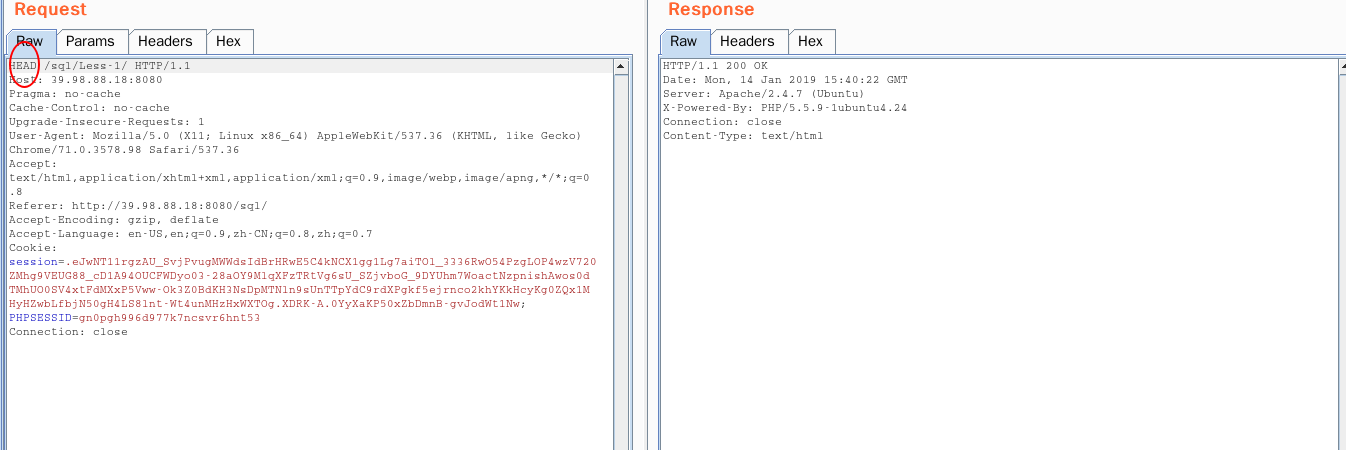 Request
Raw Params Headers Hex
HEAD /sql/Less-1/ HTTP/1.1
Host: 39.98.88.18:8080
Pragma: no-cache
Cache-Control: no-cache
Upgrade-Insecure-Requests: 1
User-Agent: Mozilla/5.0 (X11; Linux x86_64) AppleWebKit/537.36 (KHTML, like Gecko)
Chrome/71.0.3578.98 Safari/537.36
Accept:
text/html,application/xhtml+xml,application/xml;q=0.9,image/webp,image/apng,*/*;q=0
.8
Referer: http://39.98.88.18:8080/sql/
Accept-Encoding: gzip, deflate
Accept-Language: en-US,en;q=0.9,zh-CN;q=0.8,zh;q=0.7
Cookie:
session=.eJwNT11rgzAU_SvjPvugMWWdsIdBrHRwE5C4kNCX1gg1Lg7aiTOl_3336RwO54PzgLOP4wzV720
ZMhg9VEUG88_cD1A94OUCFWDyo03-28aOY9MlqXFzTRtVg6sU_SZjvboG_9DYUhm7WoactNzpnishAwos0d
TMhUO0SV4xtFdMXxP5Vww-Ok3Z0BdKH3NsDpMTNln9sUnTTpYdC9rdXPgkf5ejrnco2khYKkHcyKg0ZQx1M
HyHZwbLfbjN50gH4LS81nt-Wt4unMHzHxWXTOg.XDRK-A.0YyXaKP50xZbDmnB-gvJodWt1Nw;
PHPSESSID=gn0pgh996d977k7ncsvr6hnt53
Connection: close
Response
Raw Headers Hex
HTTP/1.1 200 OK
Date: Mon, 14 Jan 2019 15:40:22 GMT
Server: Apache/2.4.7 (Ubuntu)
X-Powered-By: PHP/5.5.9-1ubuntu4.24
Connection: close
Content-Type: text/html